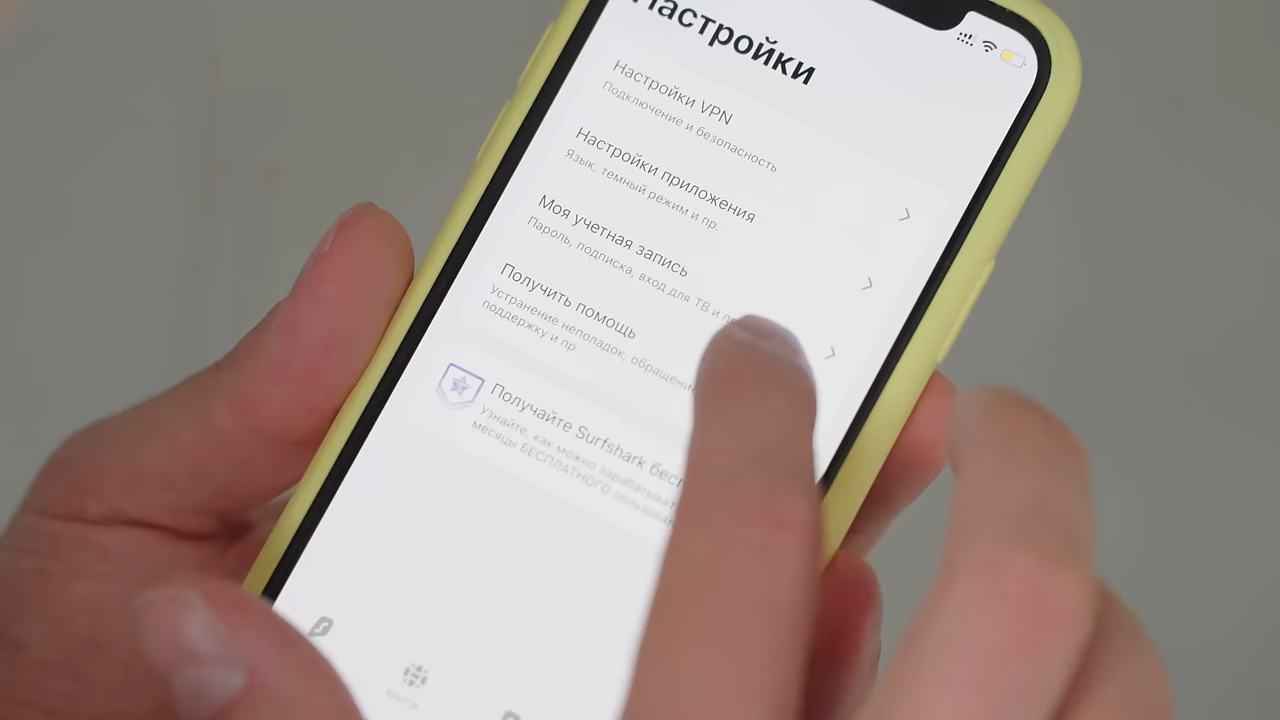 Настройки
Настройки VPN
Подключение и безопасность
Настройки приложения
Язык, темный режим и пр.
Моя учетная запись
Пароль, подписка, вход для ТВ и
Получить помощь
Устранение неполадок, обращение
поддержку и пр
Получайте Surfshark
Узнайте, как можно
месяцы БЕСПЛАТНОГО